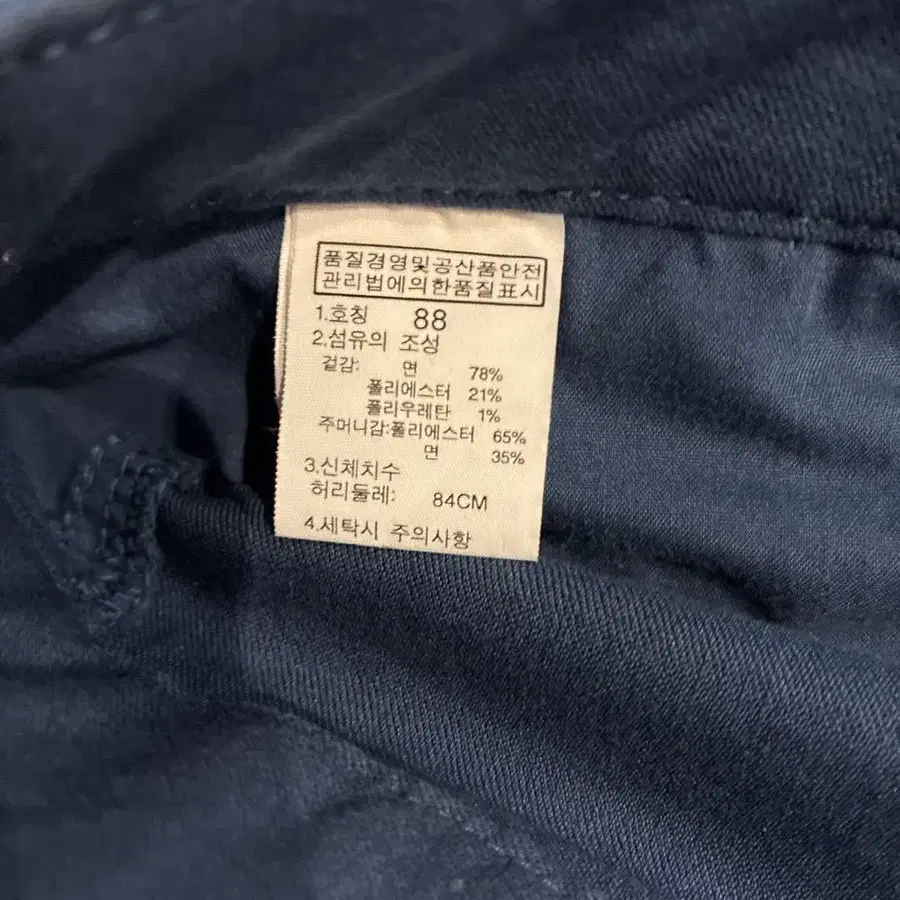 품질경영및공산품안전
관리법에의한품질표시
1.호칭 88
2.섬유의 조성
겉감: 면 78%
폴리에스터 21%
폴리우레탄 1%
주머니감:폴리에스터 65%
면 35%
3.신체치수
허리둘레: 84CM
4.세탁시 주의사항